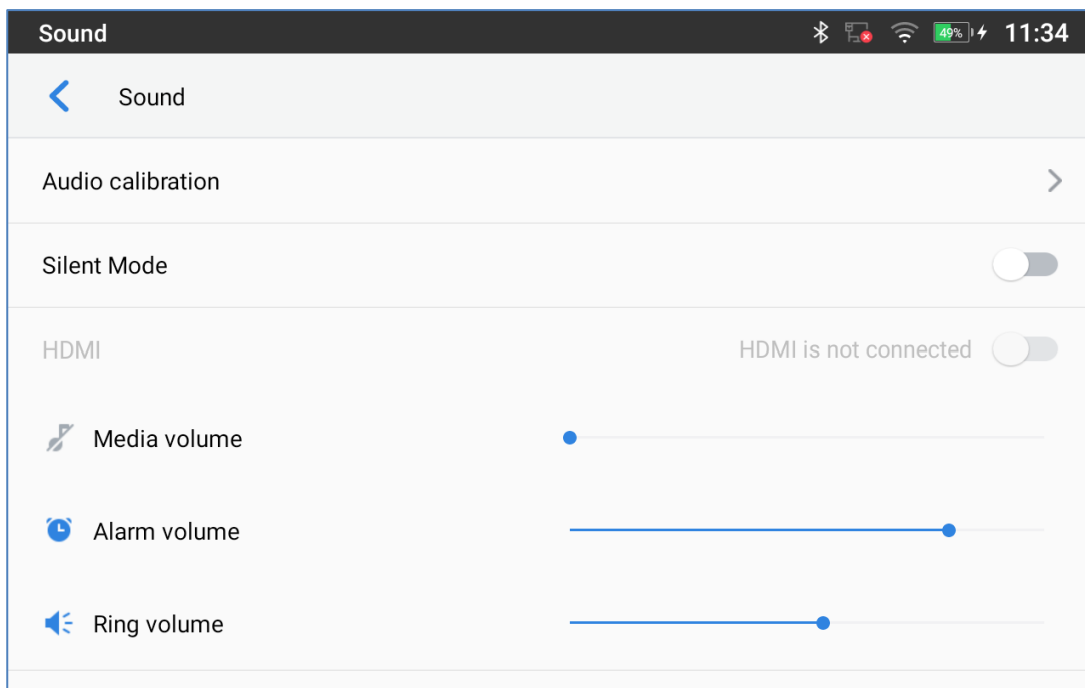 Sound 49% 11:34
Sound
Audio calibration
Silent Mode
HDMI HDMI is not connected
Media volume
Alarm volume
Ring volume